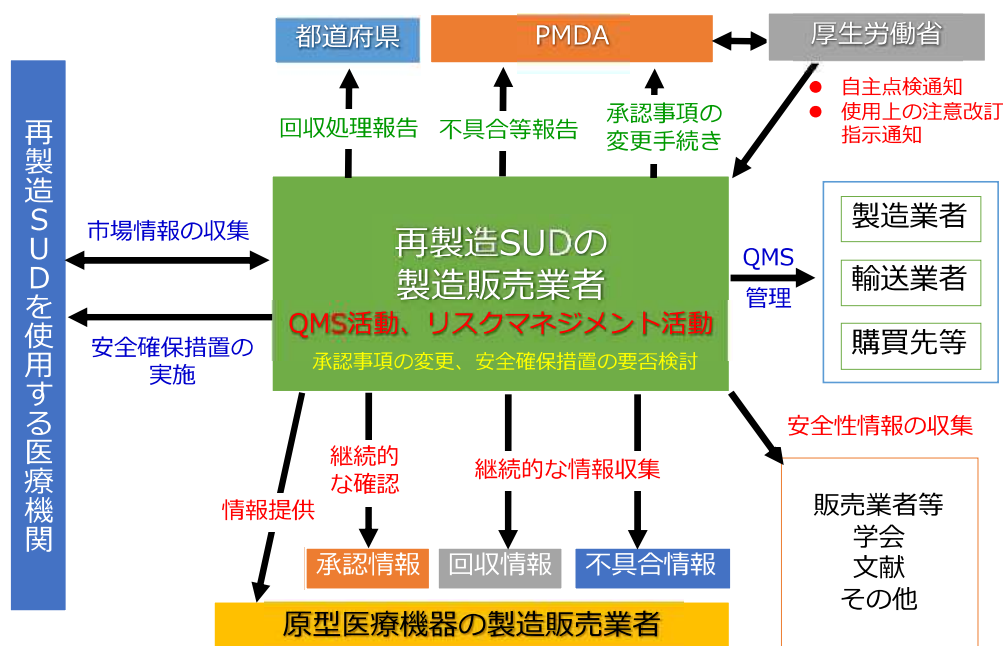 都道府県
PMDA
厚生労働省
● 自主点検通知
● 使用上の注意改訂
指示通知
回収処理報告
不具合等報告
承認事項の
変更手続き
再製造SUDを使用する医療機関
市場情報の収集
安全確保措置の
実施
再製造SUDの
製造販売業者
QMS活動、リスクマネジメント活動
承認事項の変更、安全確保措置の要否検討
QMS
管理
製造業者
輸送業者
購買先等
安全性情報の収集
販売業者等
学会
文献
その他
情報提供
継続的
な確認
継続的な情報収集
承認情報
回収情報
不具合情報
原型医療機器の製造販売業者